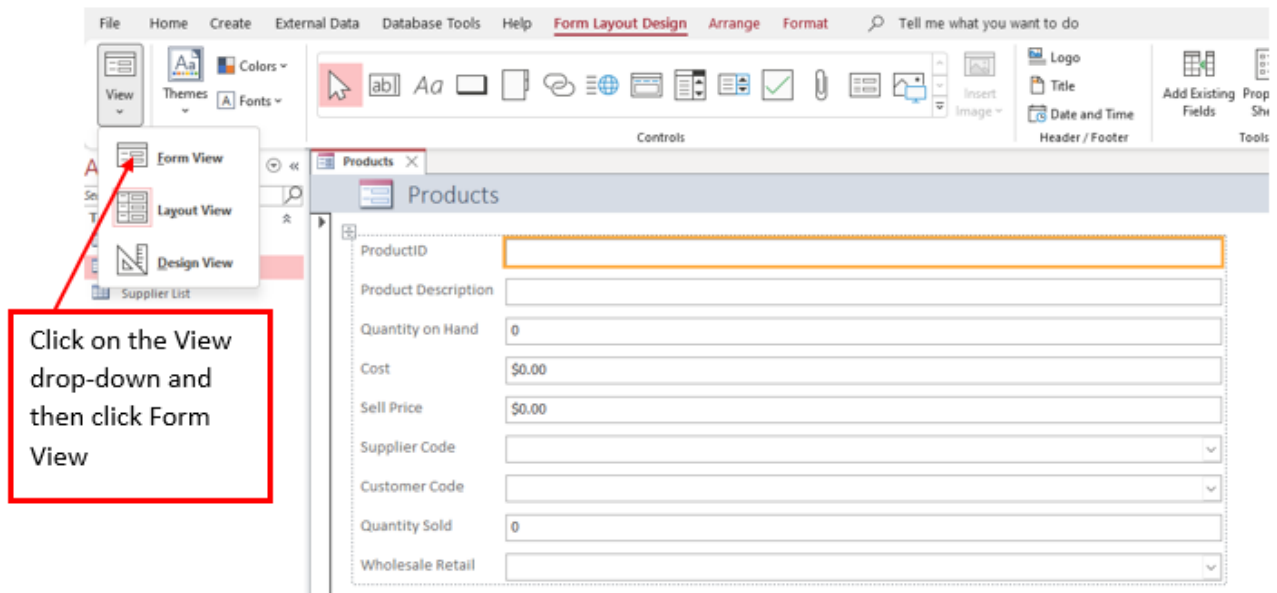 File Home Create External Data Database Tools Help Form Layout Design Arrange Format Tell me what you want to do
View
Themes
Colors
Fonts
Aa
ab
Aa
Controls
Insert
Image
Logo
Title
Date and Time
Header / Footer
Add Existing
Fields
Tools
Form View
Layout View
Design View
Supplier List
Click on the View
drop-down and
then click Form
View
Products
Products
ProductID
Product Description
Quantity on Hand 0
Cost $0.00
Sell Price $0.00
Supplier Code
Customer Code
Quantity Sold 0
Wholesale Retail